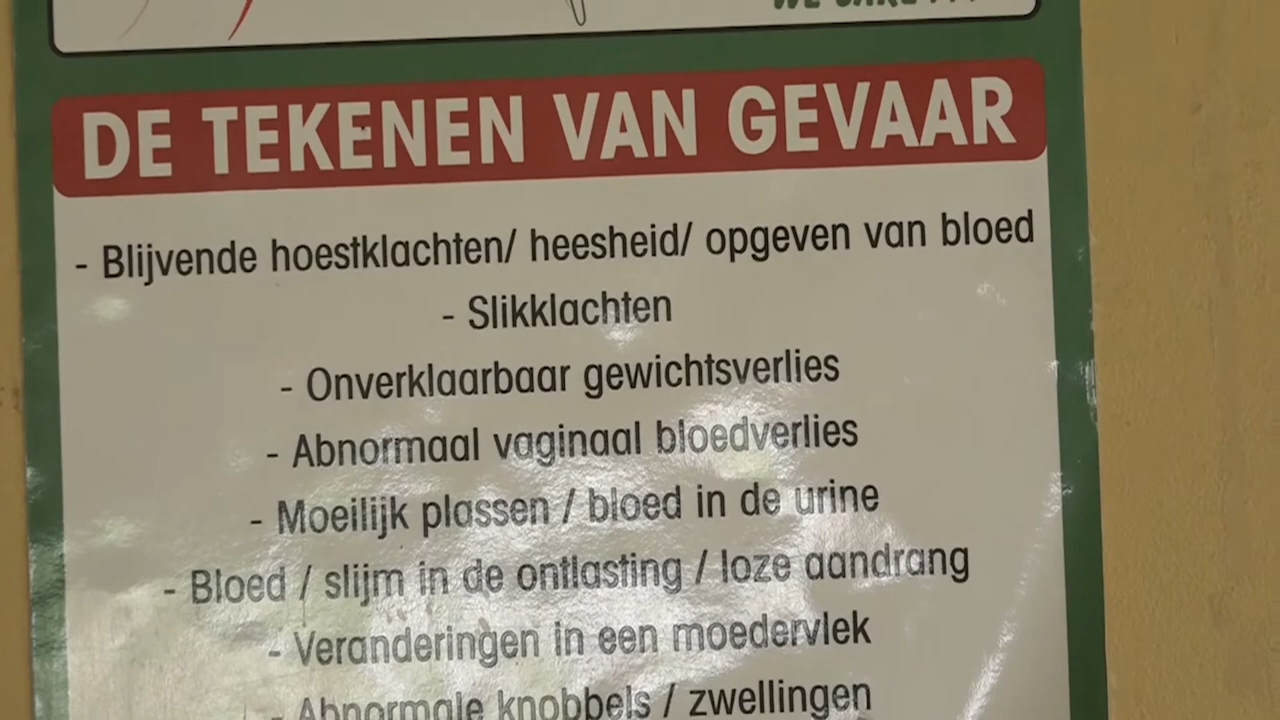 DE TEKENEN VAN GEVAAR
- Blijvende hoestklachten/ heesheid/ opgeven van bloed
- Slikklachten
- Onverklaarbaar gewichtsverlies
- Abnormaal vaginaal bloedverlies
- Moeilijk plassen / bloed in de urine
- Bloed / slijm in de ontlasting / loze aandrang
- Veranderingen in een moedervlek
- Abnormale knobbels / zwellingen